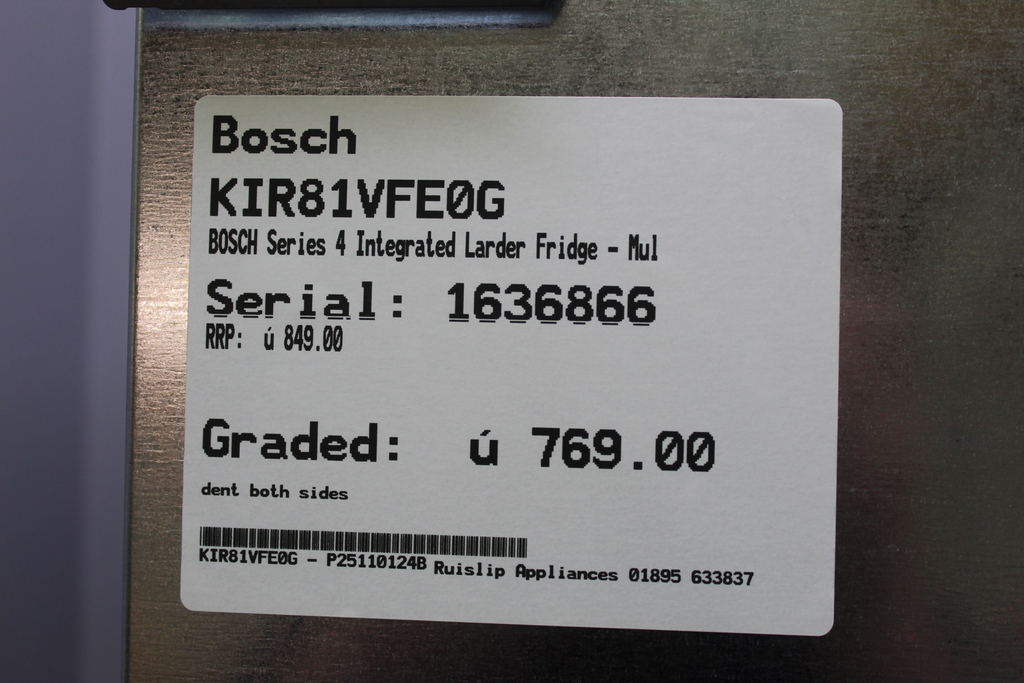 Bosch
KIR81VFE0G
BOSCH Series 4 Integrated Larder Fridge - Mul
Serial: 1636866
RRP: ú 849.00
Graded: ú 769.00
dent both sides
KIR81VFE0G - P25110124B Ruislip Appliances 01895 633837